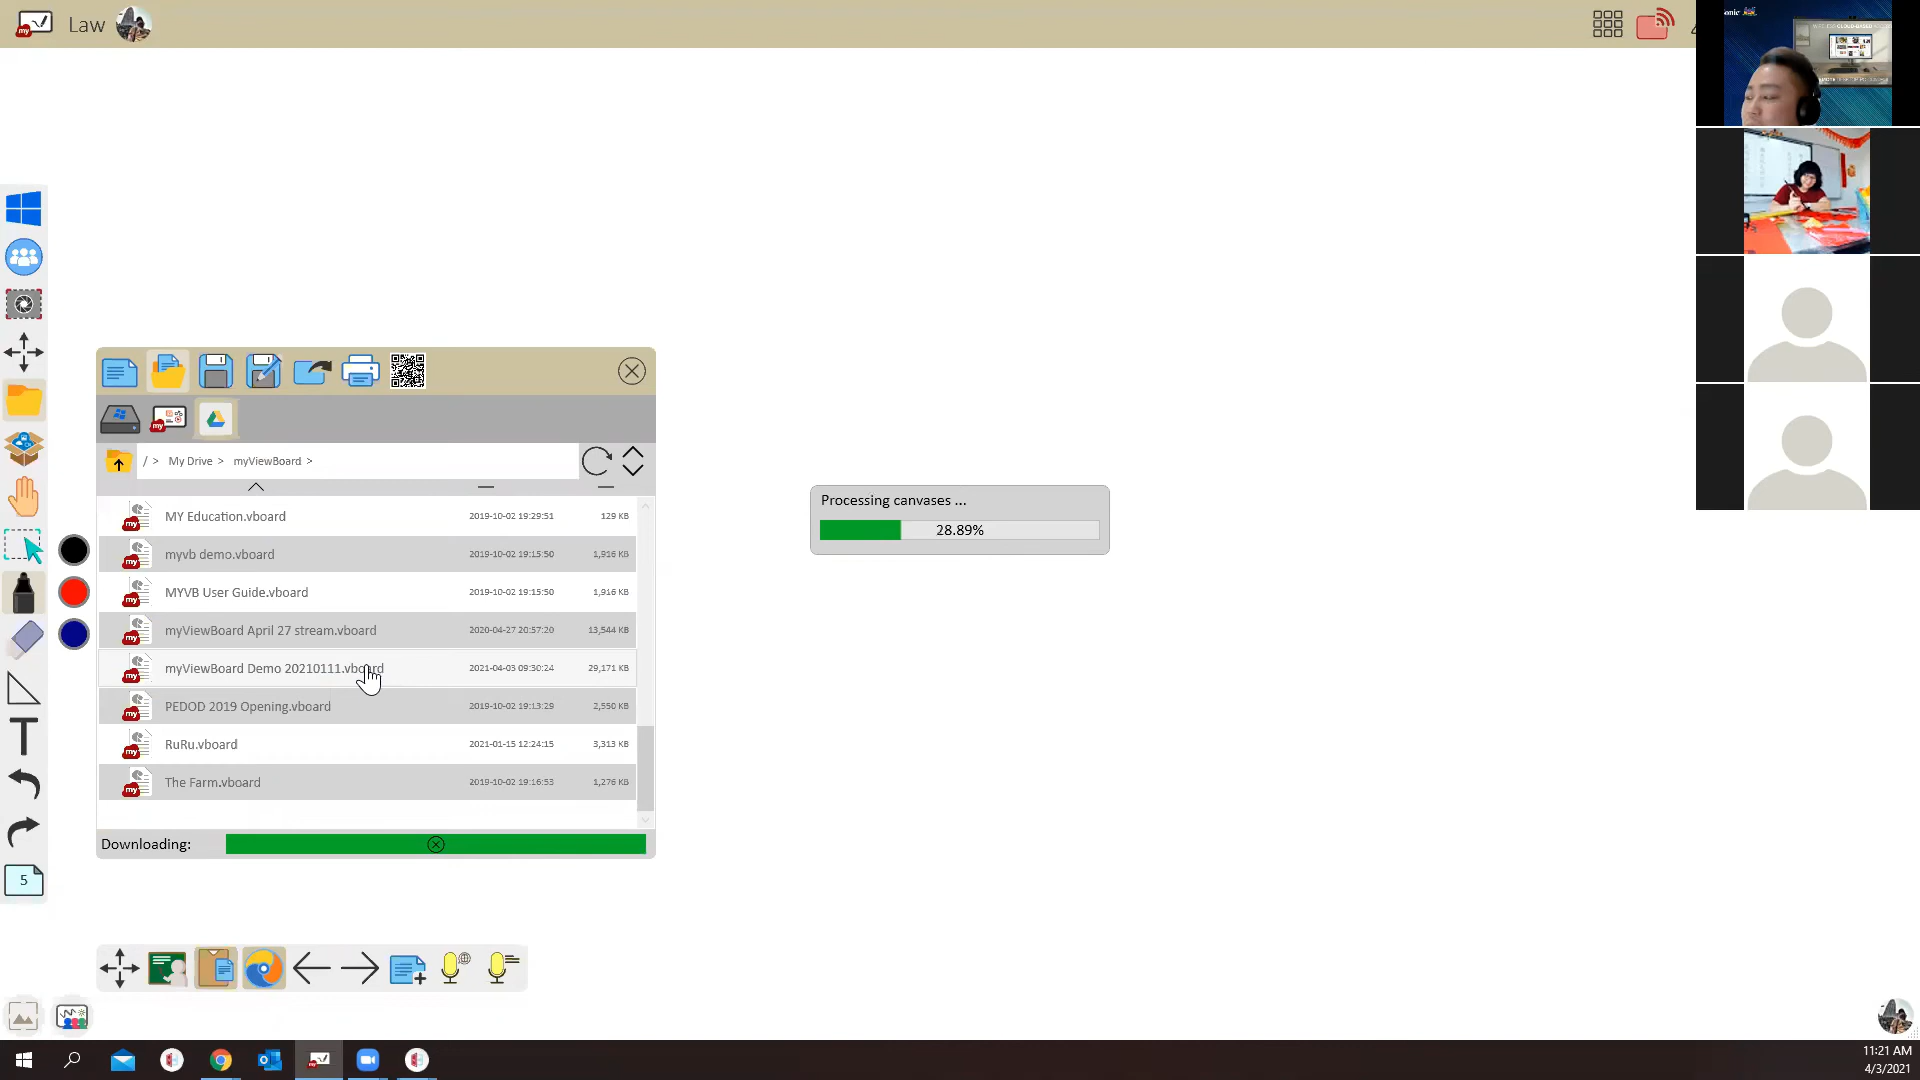 my Law
/ > My Drive > myViewBoard >
MY Education.vboard 2019-10-02 19:29:51 129 KB
myvb demo.vboard 2019-10-02 19:15:50 1,916 KB
MYVB User Guide.vboard 2019-10-02 19:15:50 1,916 KB
myViewBoard April 27 stream.vboard 2020-04-27 20:57:20 13,544 KB
myViewBoard Demo 20210111.vboard 2021-04-03 09:30:24 29,171 KB
PEDOD 2019 Opening.vboard 2019-10-02 19:13:29 2,550 KB
RuRu.vboard 2021-01-15 12:24:15 3,313 KB
The Farm.vboard 2019-10-02 19:16:53 1,276 KB
Downloading:
Processing canvases ...
28.89%
T
5
11:21 AM
4/3/2021